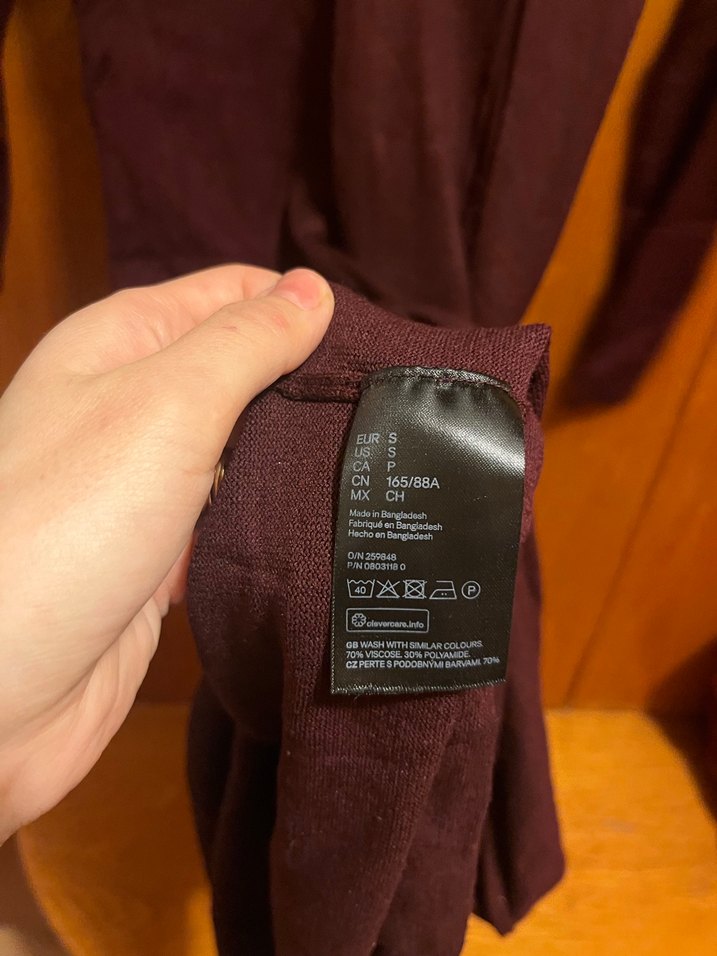 EUR S
US S
CA P
CN 165/88A
MX CH
Made in Bangladesh
Fabriqué en Bangladesh
Hecho en Bangladesh
O/N 259848
P/N 0803118 0
40 P
clevercare.info
GB WASH WITH SIMILAR COLOURS.
70% VISCOSE. 30% POLYAMIDE.
CZ PERTE S PODOBNÝMI BARVAMI. 70%